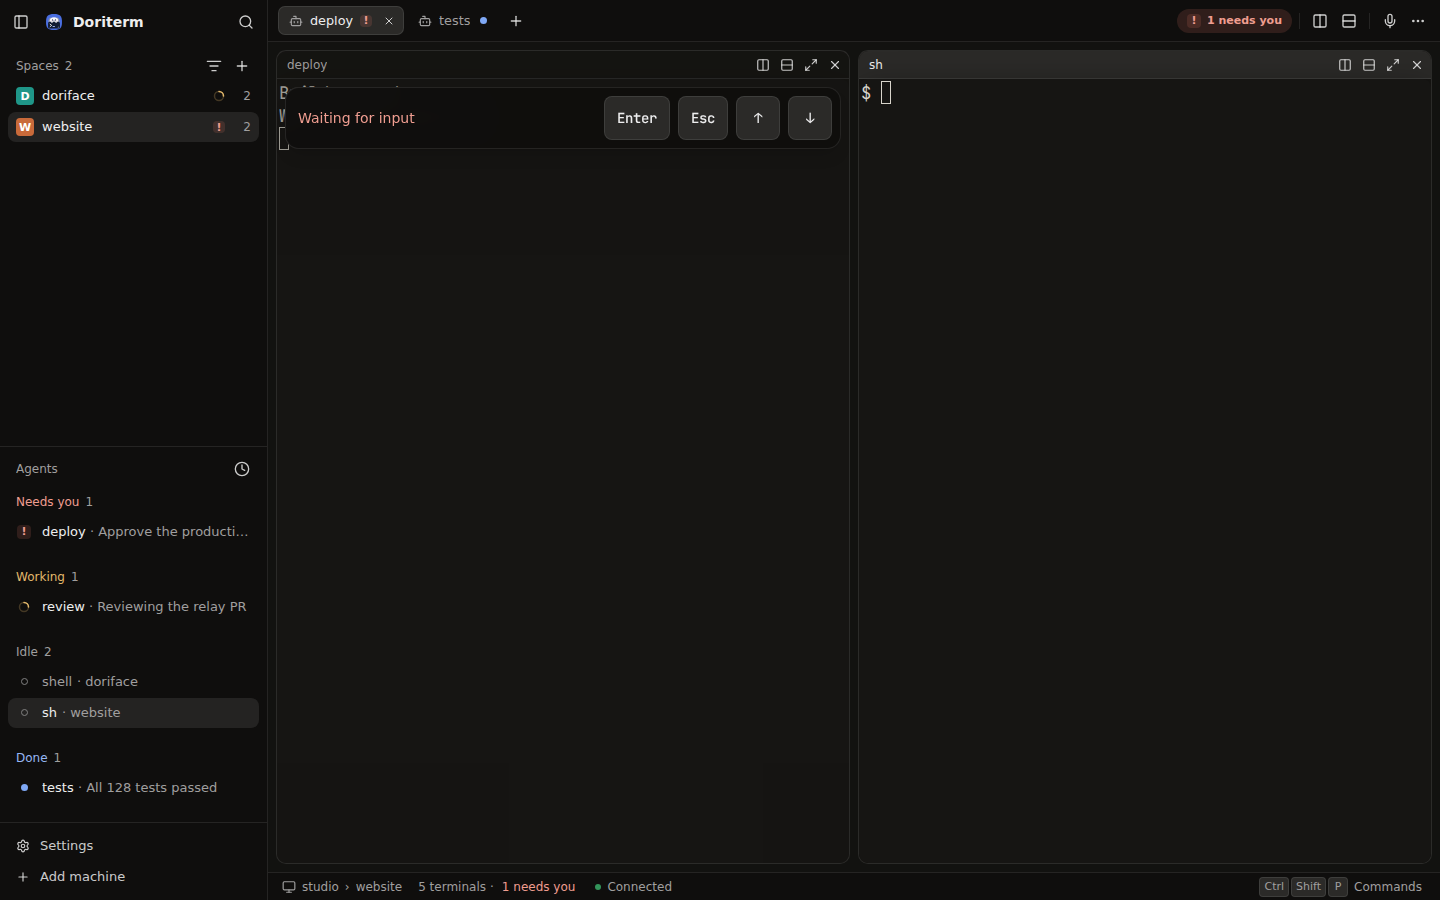 Doriterm
Spaces 2
D doriface 2
W website ! 2
Agents
Needs you 1
! deploy · Approve the producti…
Working 1
review · Reviewing the relay PR
Idle 2
shell · doriface
sh · website
Done 1
tests · All 128 tests passed
Settings
+ Add machine
deploy ! ×
tests
+
! 1 needs you
deploy
Waiting for input
Enter Esc ↑ ↓
sh
$
studio › website 5 terminals · 1 needs you Connected
Ctrl Shift P Commands